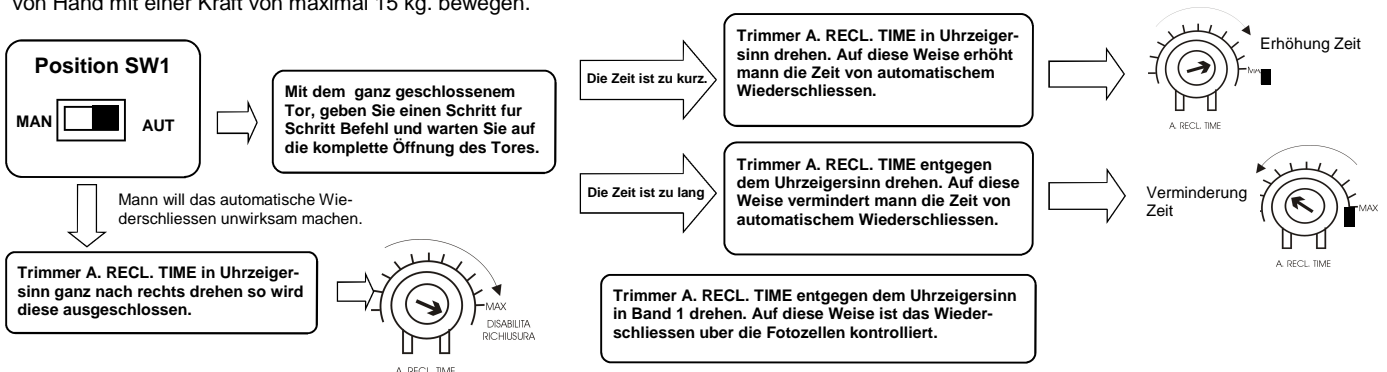 von Hand mit einer Kraft von maximal 15 kg. bewegen.
Position SW1
MAN
AUT
Mit dem ganz geschlossenem
Tor, geben Sie einen Schritt fur
Schritt Befehl und warten Sie auf
die komplette Öffnung des Tores.
Mann will das automatische Wie-
derschliessen unwirksam machen.
Trimmer A. RECL. TIME in Uhrzeiger-
sinn ganz nach rechts drehen so wird
diese ausgeschlossen.
MAX
DISABILITA
RICHIUSURA
A. RECL. TIME
Die Zeit ist zu kurz.
Trimmer A. RECL. TIME in Uhrzeiger-
sinn drehen. Auf diese Weise erhöht
mann die Zeit von automatischem
Wiederschliessen.
Erhöhung Zeit
A. RECL. TIME
Die Zeit ist zu lang
Trimmer A. RECL. TIME entgegen
dem Uhrzeigersinn drehen. Auf diese
Weise vermindert mann die Zeit von
automatischem Wiederschliessen.
Verminderung
Zeit
MAX
A. RECL. TIME
Trimmer A. RECL. TIME entgegen dem Uhrzeigersinn
in Band 1 drehen. Auf diese Weise ist das Wieder-
schliessen uber die Fotozellen kontrolliert.